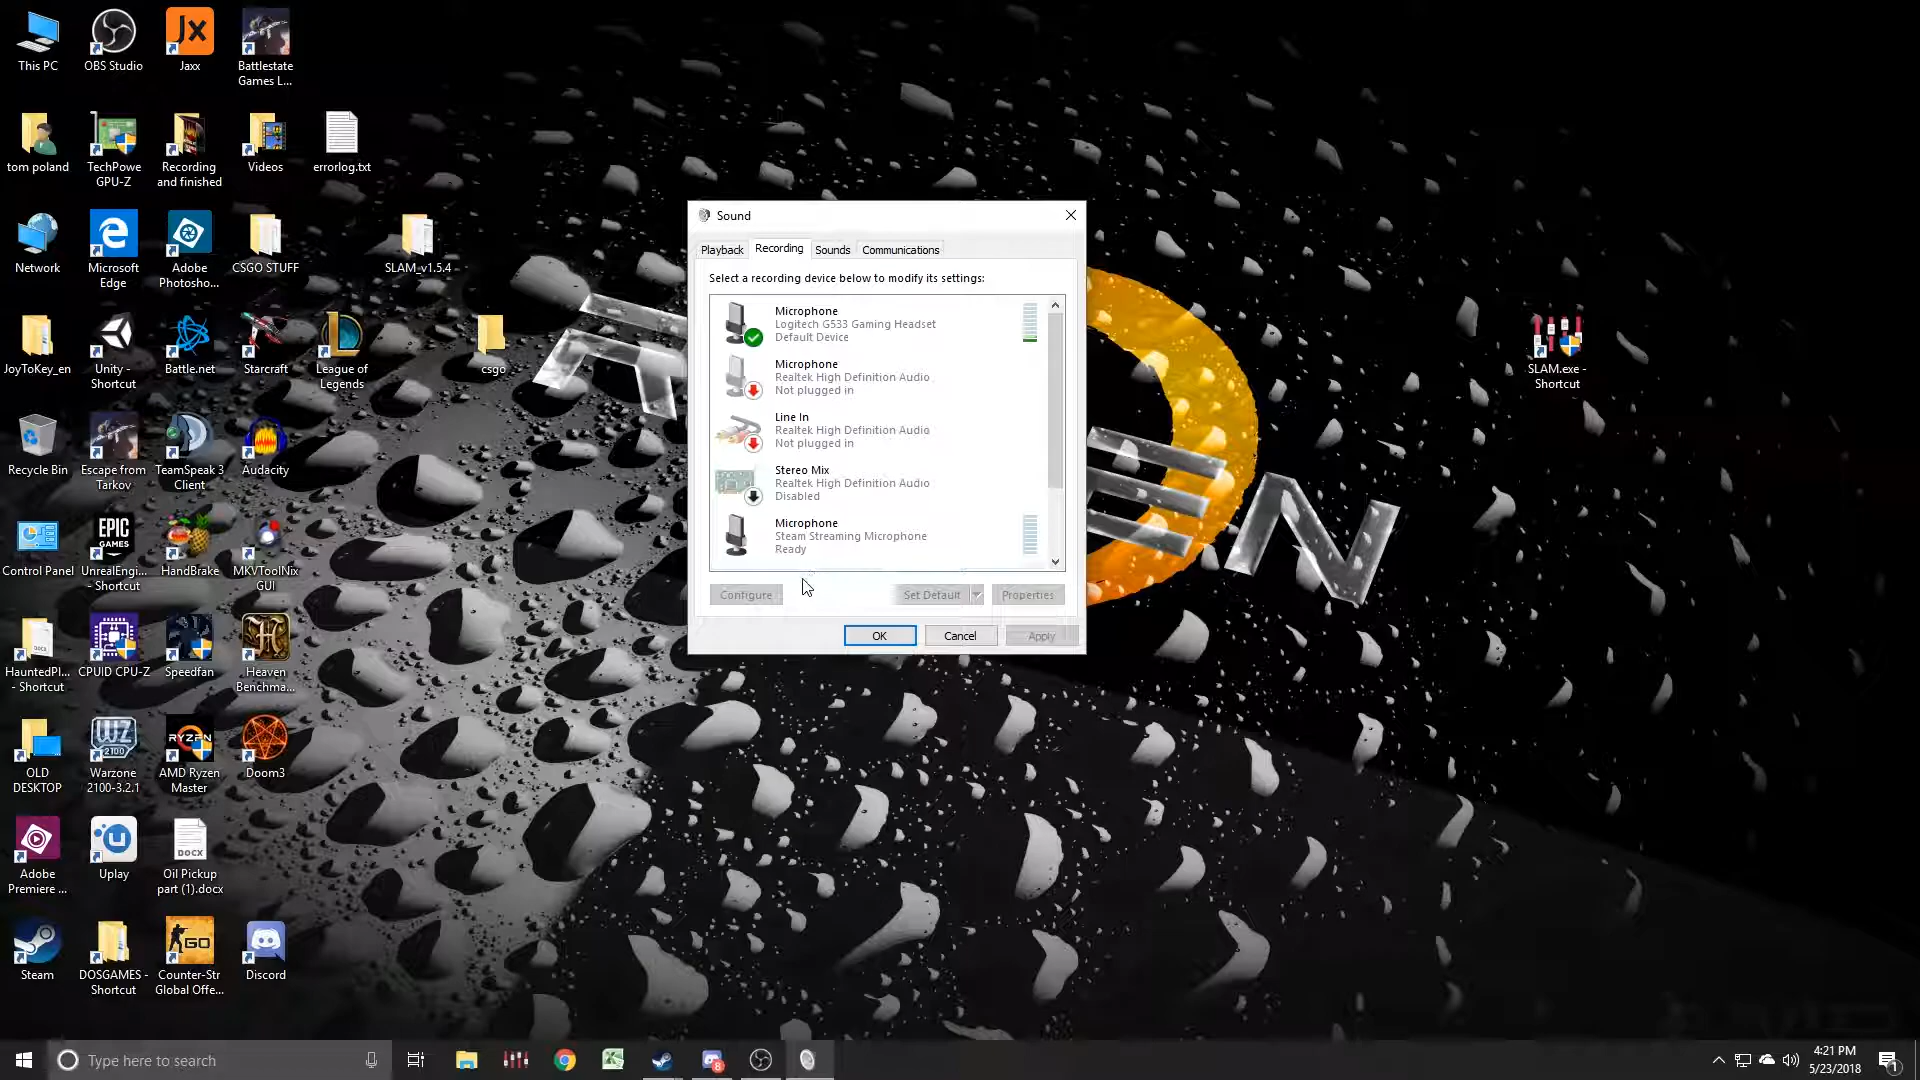 This PC
OBS Studio
Jaxx
Battlestate
Games L...
tom poland
TechPowe
GPU-Z
Recording
and finished
Videos
errorlog.txt
Network
Microsoft
Edge
Adobe
Photosho...
CSGO STUFF
SLAM_v1.5.4
JoyToKey_en
Unity -
Shortcut
Battle.net
Starcraft
League of
Legends
csgo
Recycle Bin
Escape from
Tarkov
TeamSpeak 3
Client
Audacity
Control Panel
EPIC
GAMES
UnrealEngi...
- Shortcut
HandBrake
MKVToolNix
GUI
DOCX
HauntedPl...
- Shortcut
CPUID CPU-Z
Speedfan
Heaven
Benchma...
OLD
DESKTOP
WZ
2100
Warzone
2100-3.2.1
RYZEN
AMD Ryzen
Master
Doom3
Adobe
Premiere ...
Uplay
DOCX
Oil Pickup
part (1).docx
Steam
DOSGAMES -
Shortcut
GO
Counter-Str
Global Offe...
Discord
Sound
Playback
Recording
Sounds
Communications
Select a recording device below to modify its settings:
Microphone
Logitech G533 Gaming Headset
Default Device
Microphone
Realtek High Definition Audio
Not plugged in
Line In
Realtek High Definition Audio
Not plugged in
Stereo Mix
Realtek High Definition Audio
Disabled
Microphone
Steam Streaming Microphone
Ready
Configure
Set Default
Properties
OK
Cancel
Apply
SLAM.exe -
Shortcut
Type here to search
8
4:21 PM
5/23/2018
1